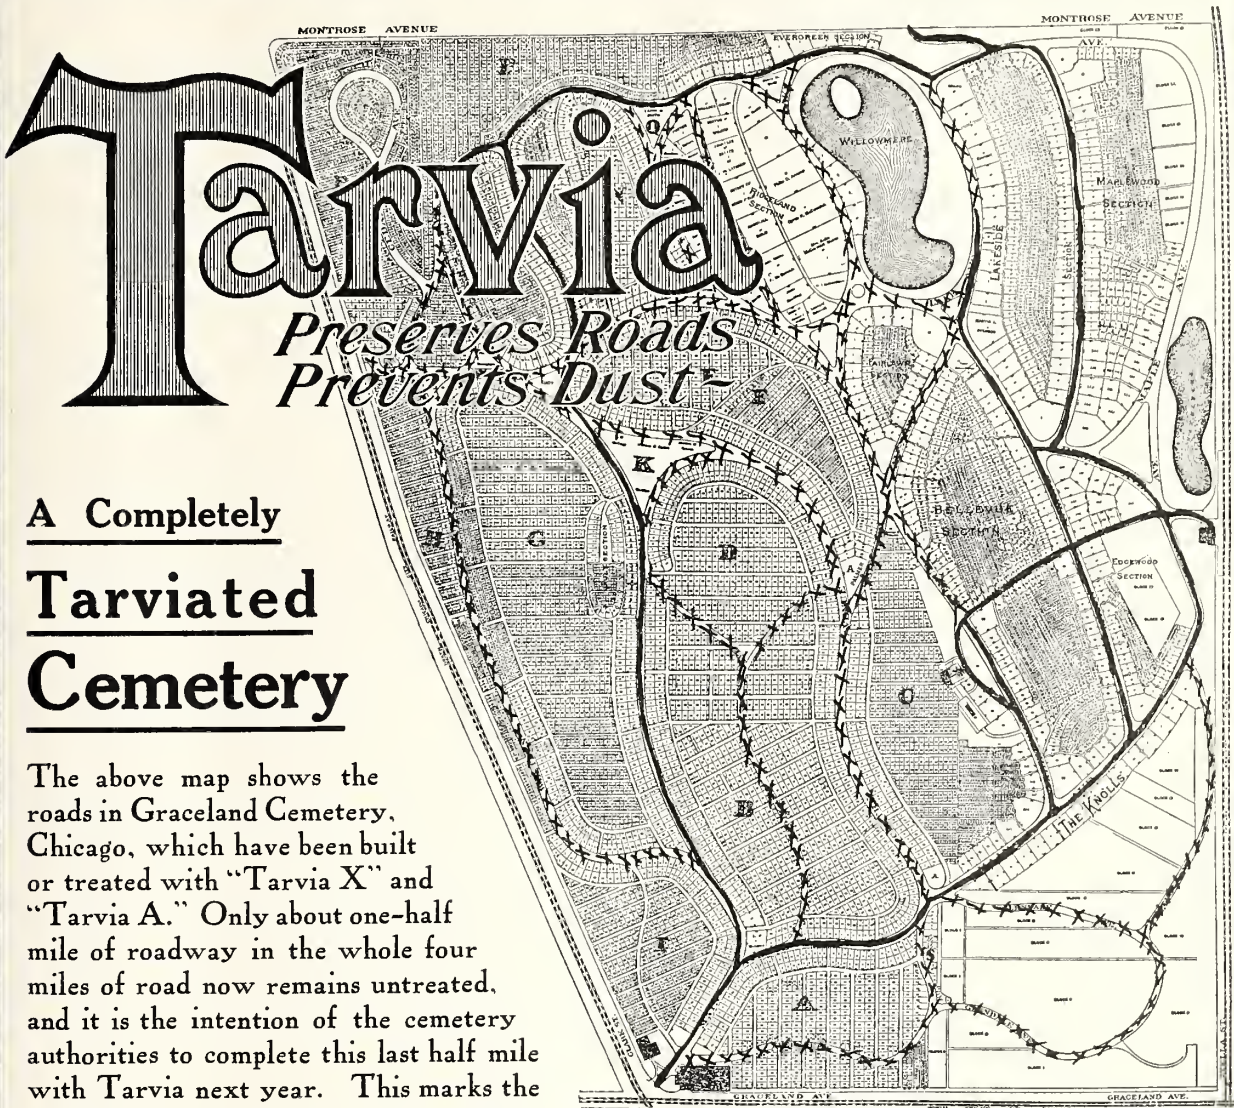 MONTROSE AVENUE
MONTROSE AVENUE
EVERGREEN SECTION
AVE.
P
Q
WILLOWMERE
MAPLEWOOD
SECTION
RIDGELAND
SECTION
LAKESIDE
SECTION
Tarvia
Preserves Roads
Prevents Dust-
FAIRLAWN
SECTION
E
K
BELLEVUE
SECTION
H
G
D
EDGEWOOD
SECTION
C
B
THE KNOLLS
I
A
GRACELAND AVE
GRACELAND AVE.
A Completely
Tarviated
Cemetery
The above map shows the
roads in Graceland Cemetery,
Chicago, which have been built
or treated with "Tarvia X" and
"Tarvia A." Only about one-half
mile of roadway in the whole four
miles of road now remains untreated,
and it is the intention of the cemetery
authorities to complete this last half mile
with Tarvia next year. This marks the